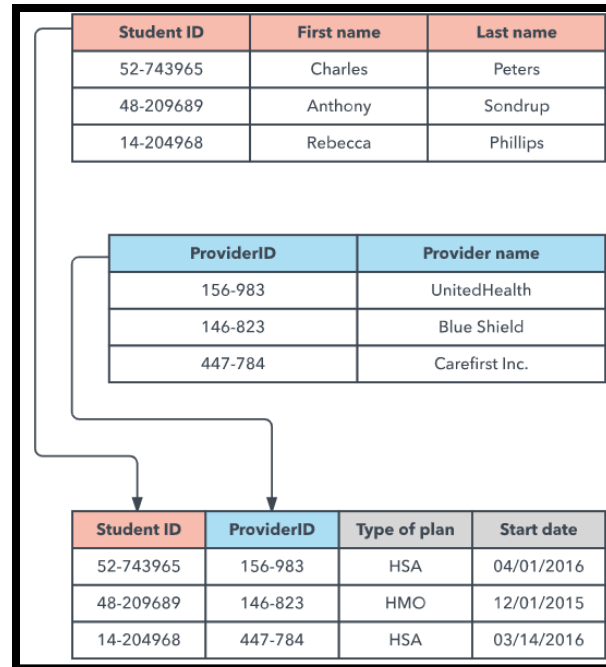 Student ID First name Last name
52-743965 Charles Peters
48-209689 Anthony Sondrup
14-204968 Rebecca Phillips
ProviderID Provider name
156-983 UnitedHealth
146-823 Blue Shield
447-784 Carefirst Inc.
Student ID ProviderID Type of plan Start date
52-743965 156-983 HSA 04/01/2016
48-209689 146-823 HMO 12/01/2015
14-204968 447-784 HSA 03/14/2016